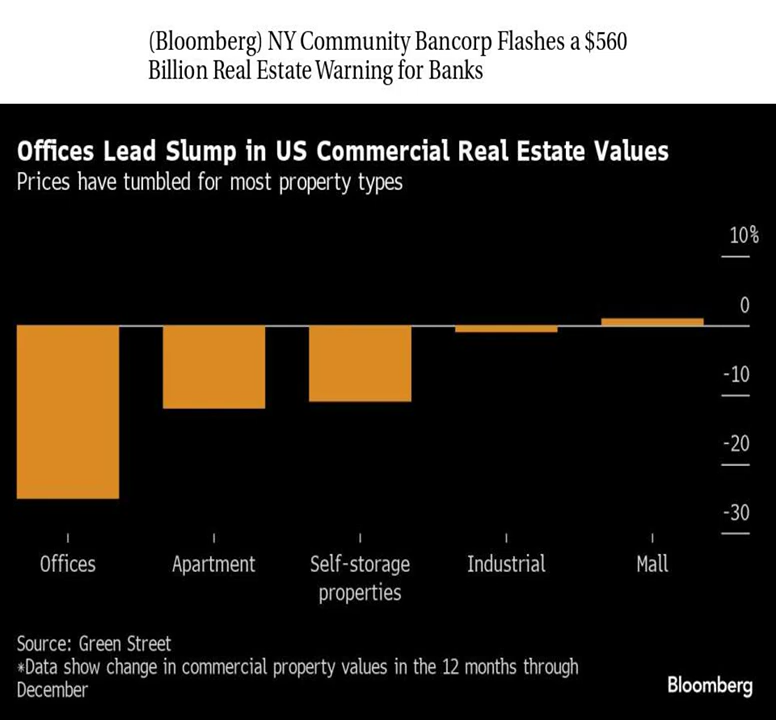 (Bloomberg) NY Community Bancorp Flashes a $560
Billion Real Estate Warning for Banks
Offices Lead Slump in US Commercial Real Estate Values
Prices have tumbled for most property types
10%
0
-10
-20
-30
Offices
Apartment
Self-storage
properties
Industrial
Mall
Source: Green Street
*Data show change in commercial property values in the 12 months through
December
Bloomberg